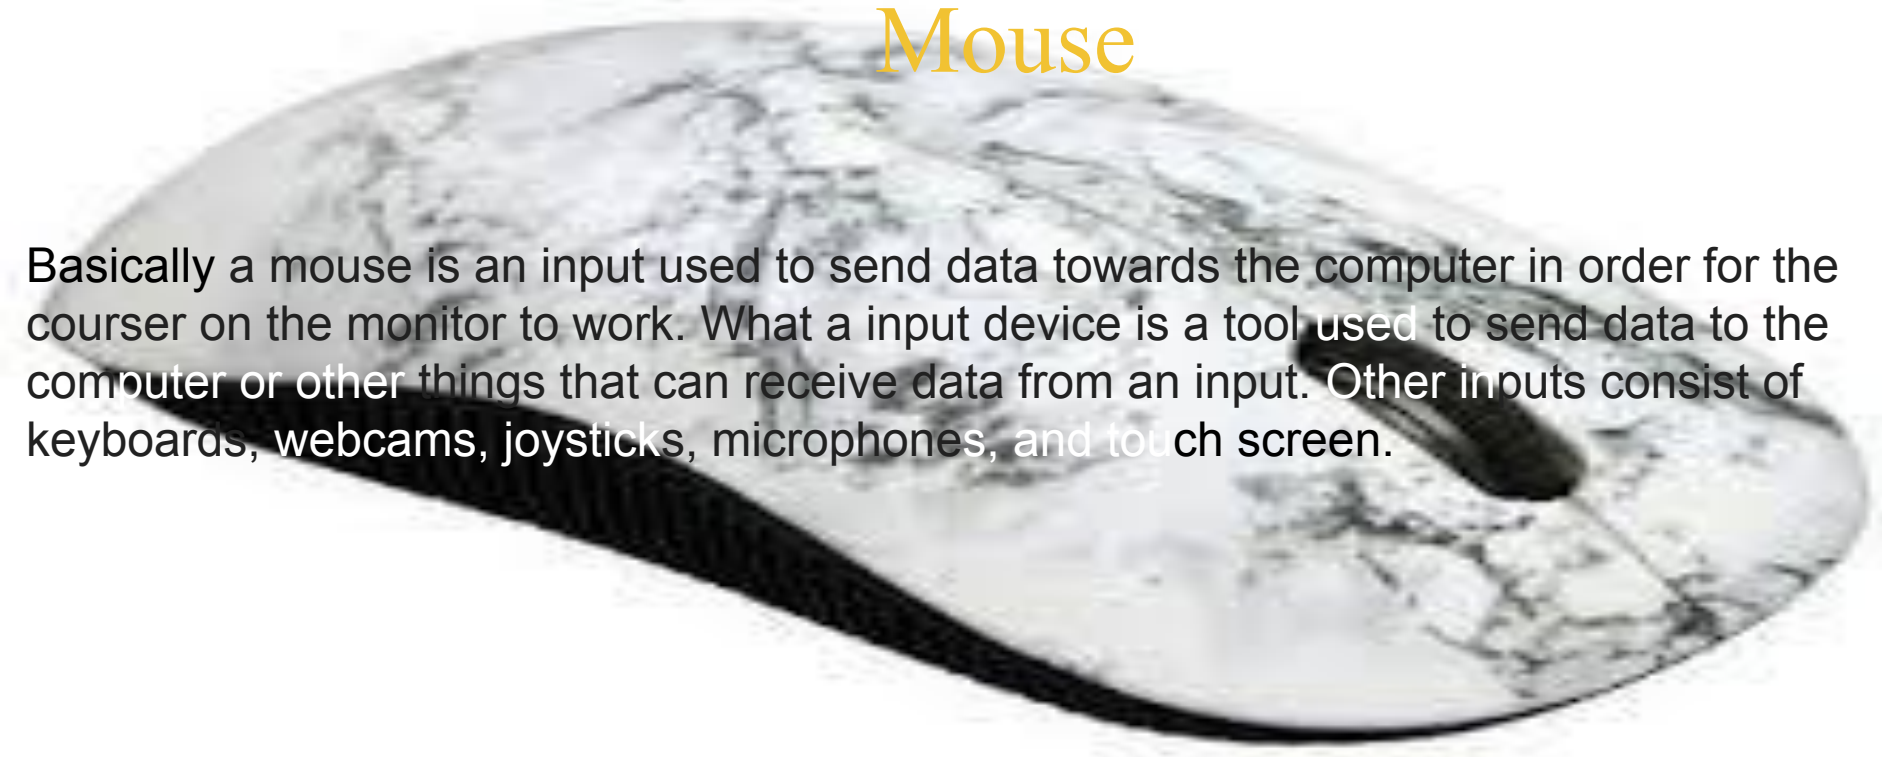 Mouse
Basically a mouse is an input used to send data towards the computer in order for the
courser on the monitor to work. What a input device is a tool used to send data to the
computer or other things that can receive data from an input. Other inputs consist of
keyboards, webcams, joysticks, microphones, and touch screen.